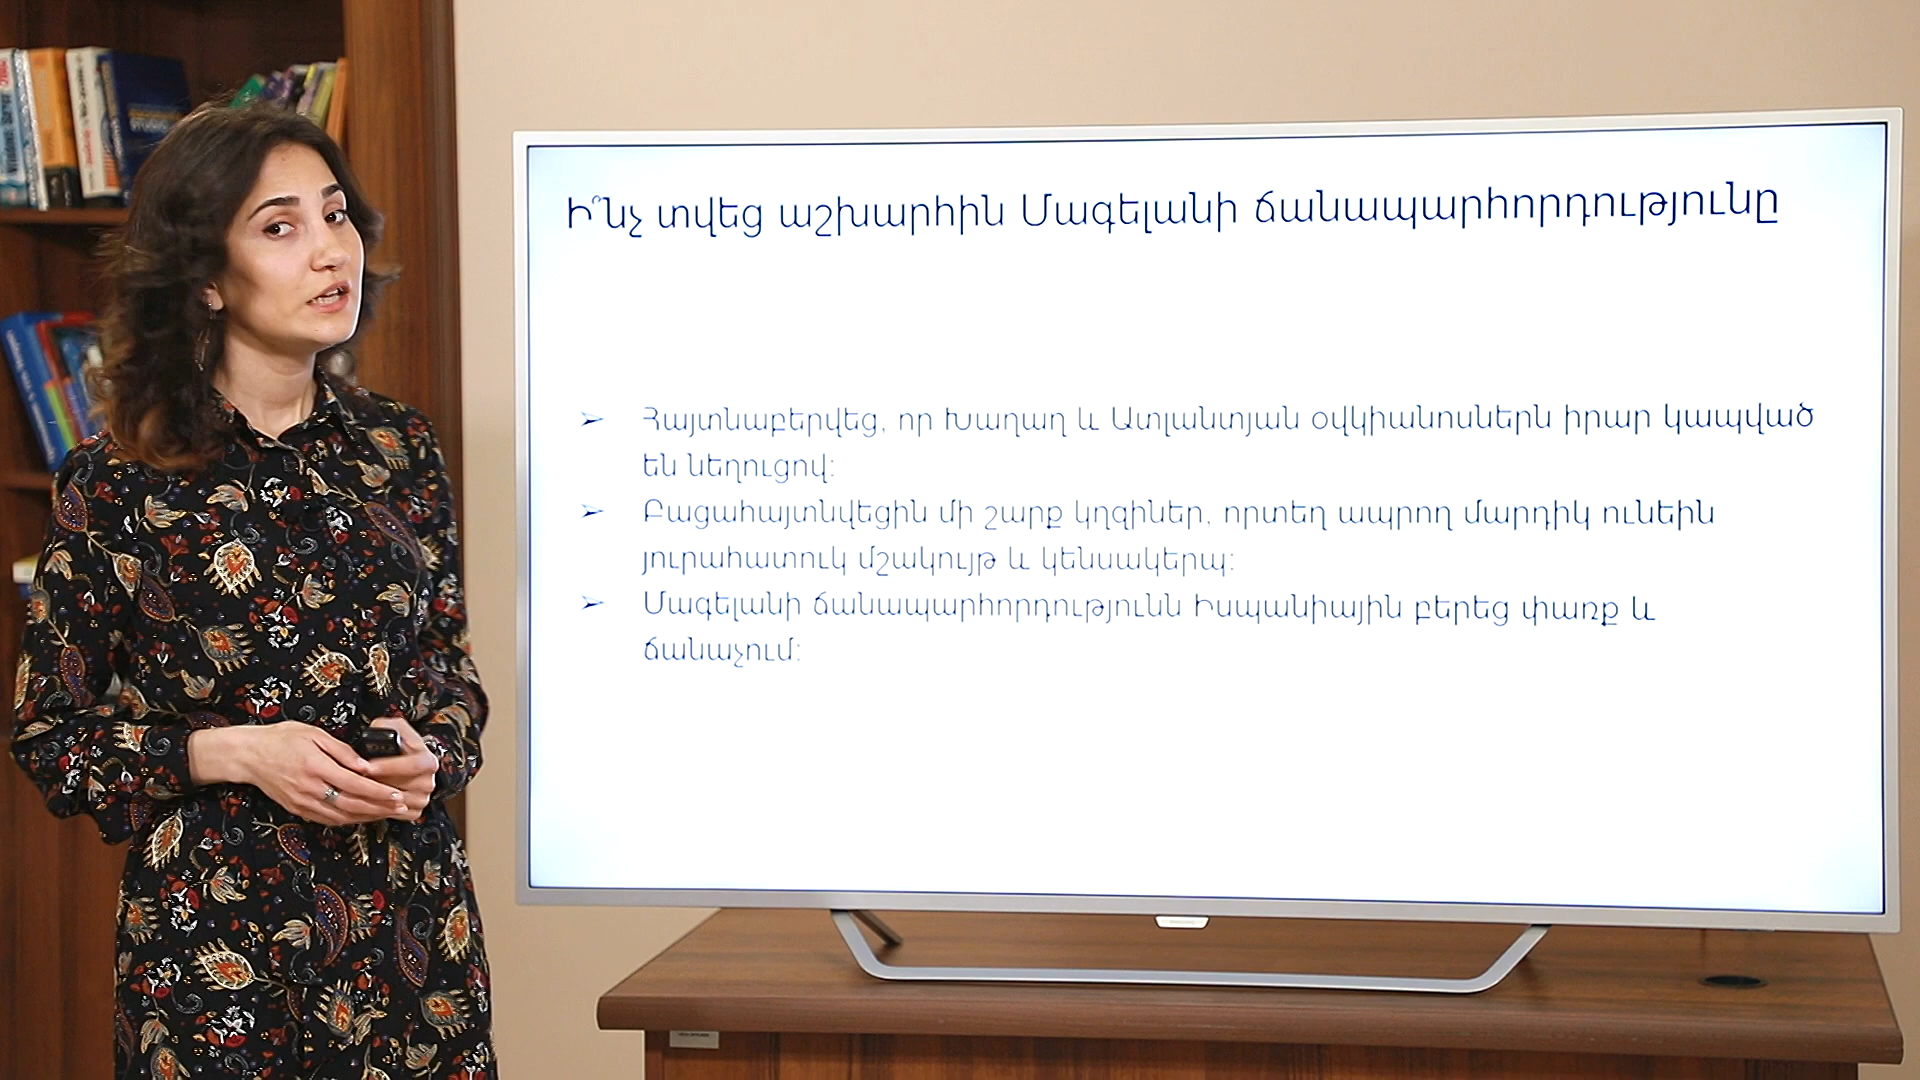 Ի՞նչ տվեց աշխարհին Մագելանի ճանապարհորդությունը
➢ Հայտնաբերվեց, որ Խաղաղ և Ատլանտյան օվկիանոսներն իրար կապված
են նեղուցով:
➢ Բացահայտնվեցին մի շարք կղզիներ, որտեղ ապրող մարդիկ ունեին
յուրահատուկ մշակույթ և կենսակերպ:
➢ Մագելանի ճանապարհորդությունն Իսպանիային բերեց փառք և
ճանաչում: